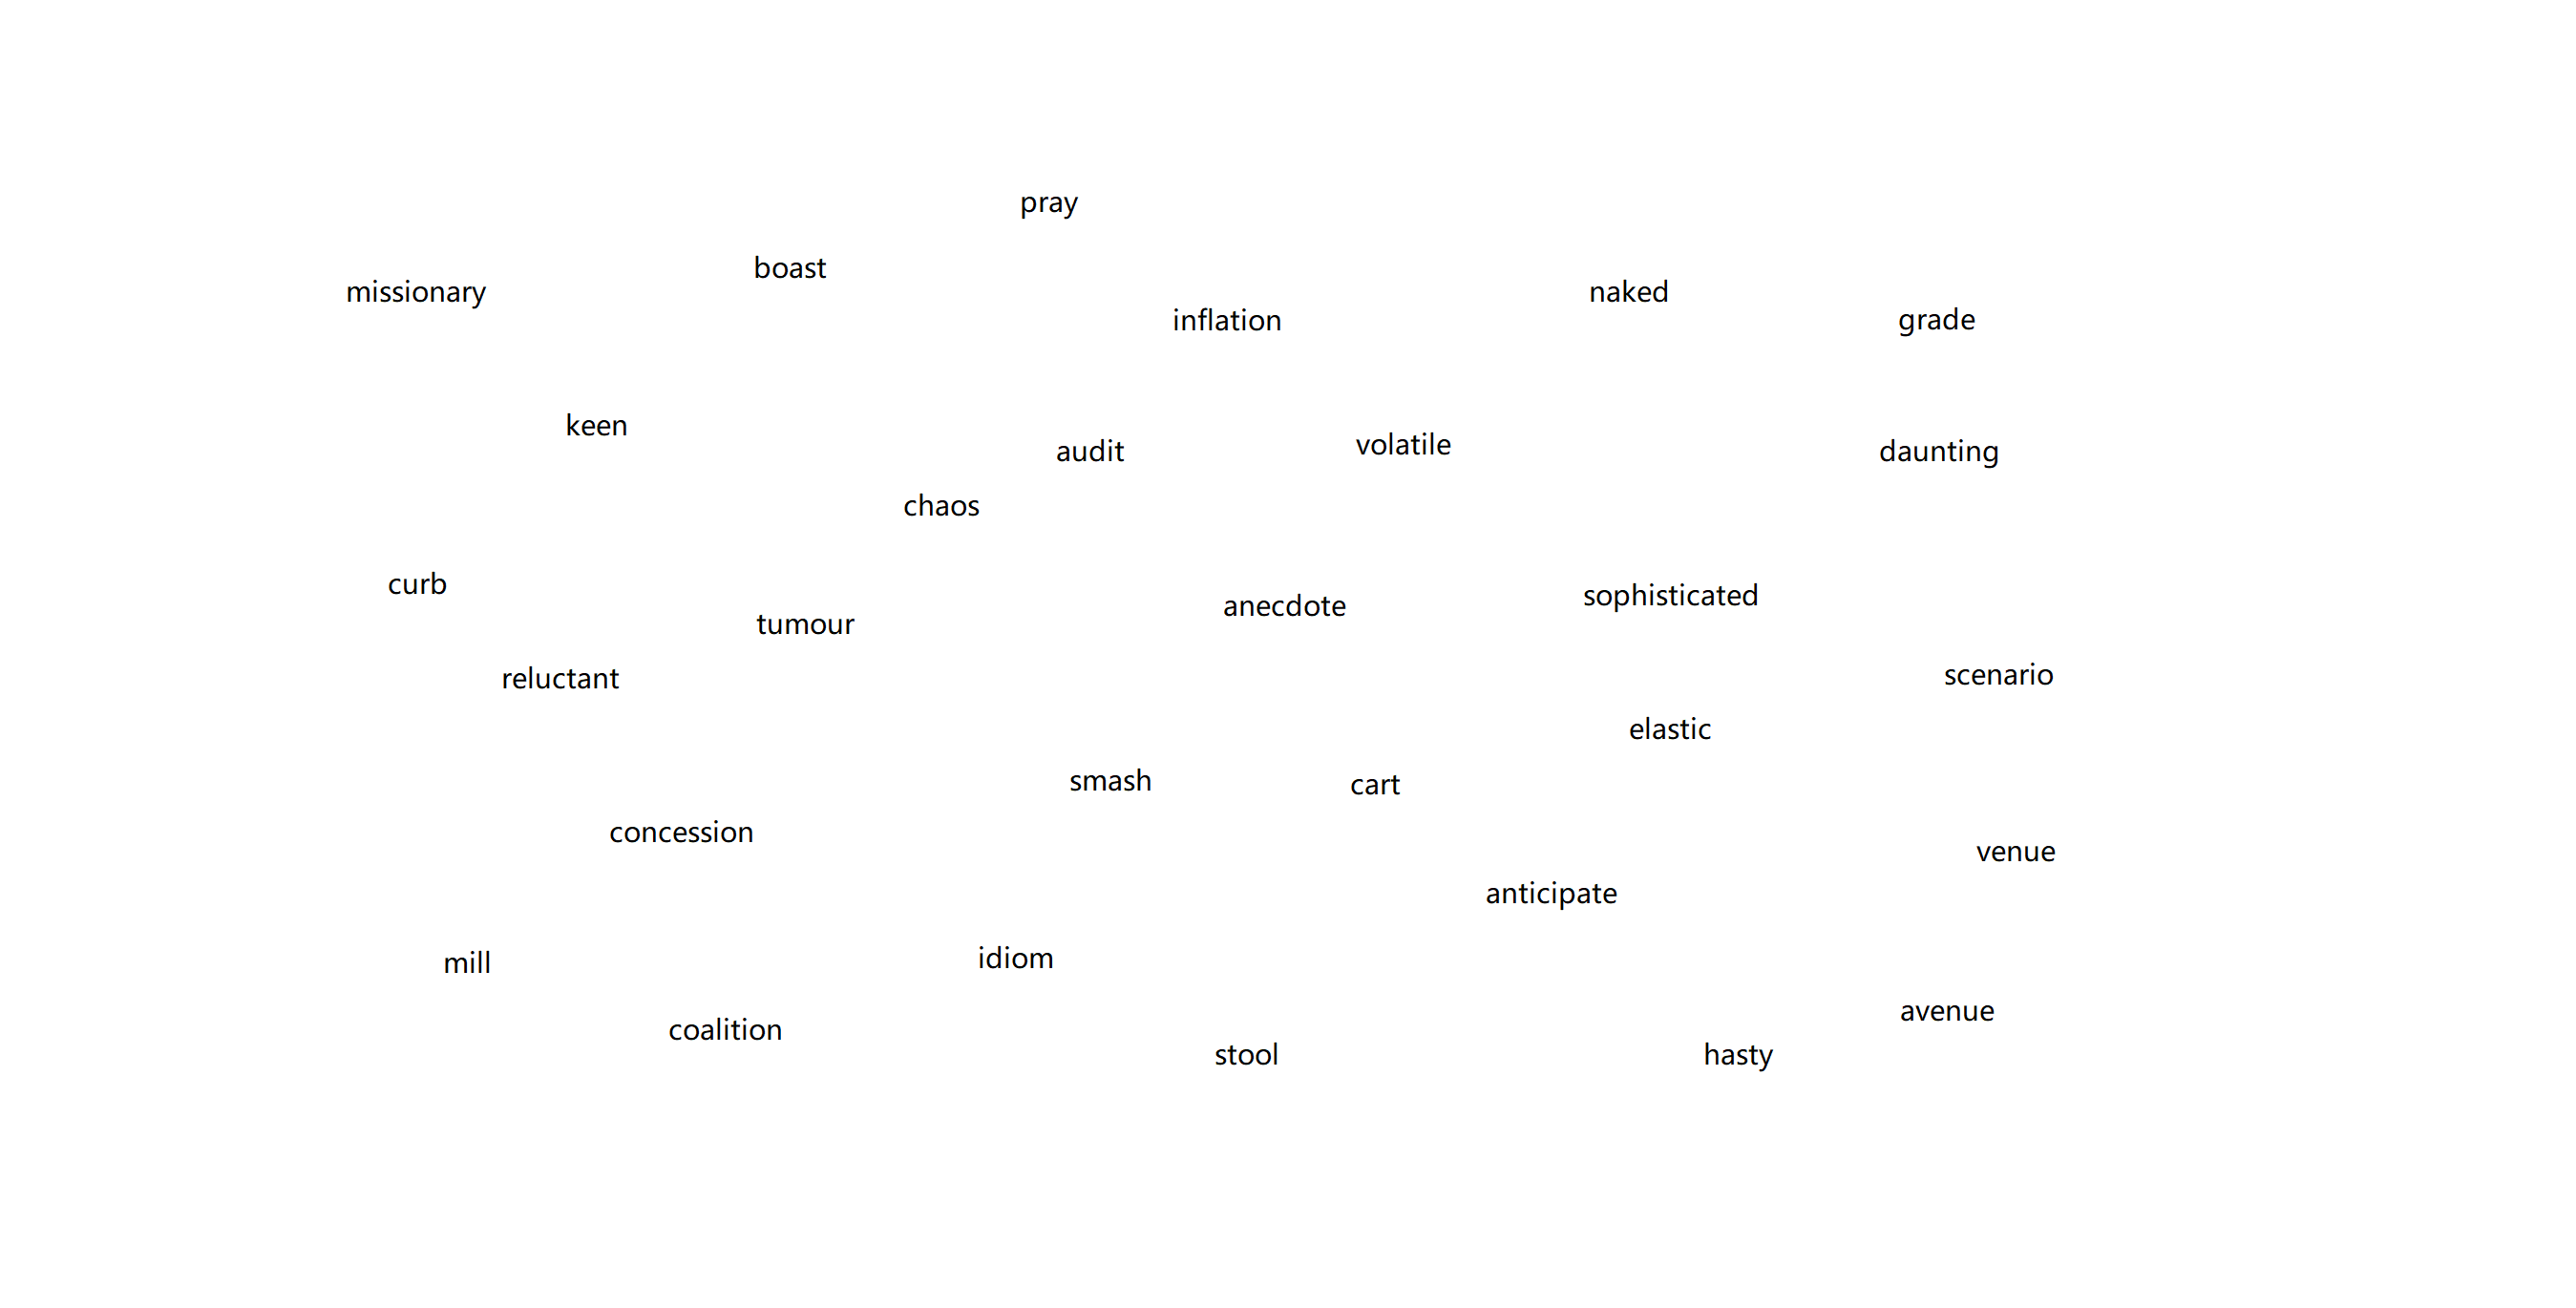 pray
boast
missionary
naked
inflation
grade
keen
volatile
audit
daunting
chaos
curb
sophisticated
anecdote
tumour
scenario
reluctant
elastic
smash
cart
concession
venue
anticipate
idiom
mill
avenue
coalition
stool
hasty